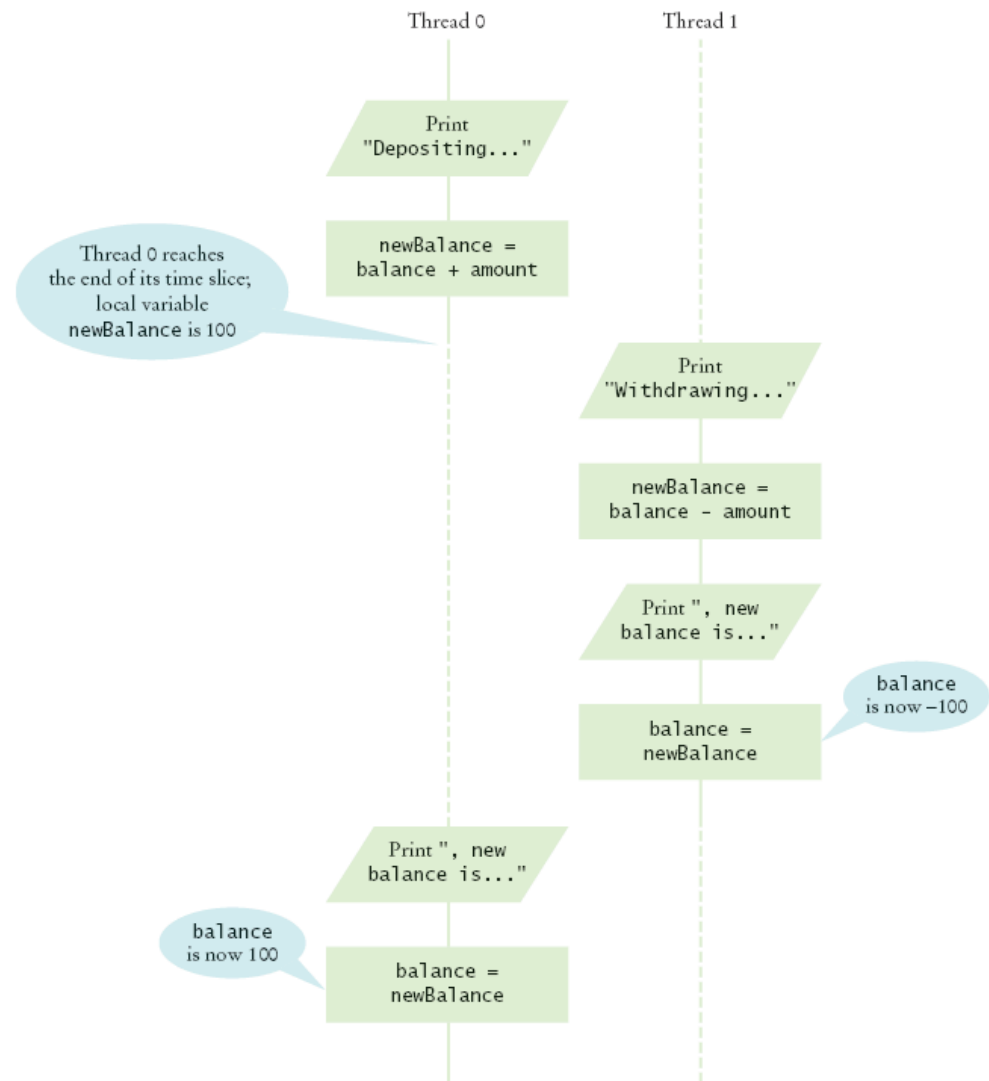 Thread 0
Thread 1
Print
"Depositing..."
newBalance =
balance + amount
Thread 0 reaches
the end of its time slice;
local variable
newBalance is 100
Print
"Withdrawing..."
newBalance =
balance - amount
Print ", new
balance is..."
balance
is now –100
balance =
newBalance
Print ", new
balance is..."
balance
is now 100
balance =
newBalance